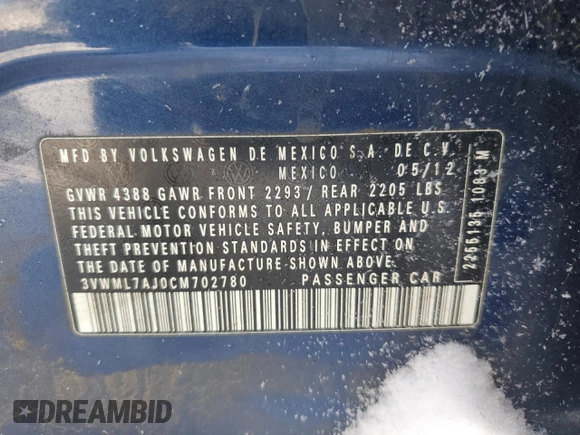 MFD BY VOLKSWAGEN DE MEXICO S.A. DE C.V.
MEXICO 05/12
GVWR 4388 GAWR FRONT 2293/ REAR 2205 LBS
THIS VEHICLE CONFORMS TO ALL APPLICABLE U.S.
FEDERAL MOTOR VEHICLE SAFETY, BUMPER AND
THEFT PREVENTION STANDARDS IN EFFECT ON
THE DATE OF MANUFACTURE SHOWN ABOVE.
3VWML7AJ0CM702780 PASSENGER CAR
2255135 1083 M
DREAMBID